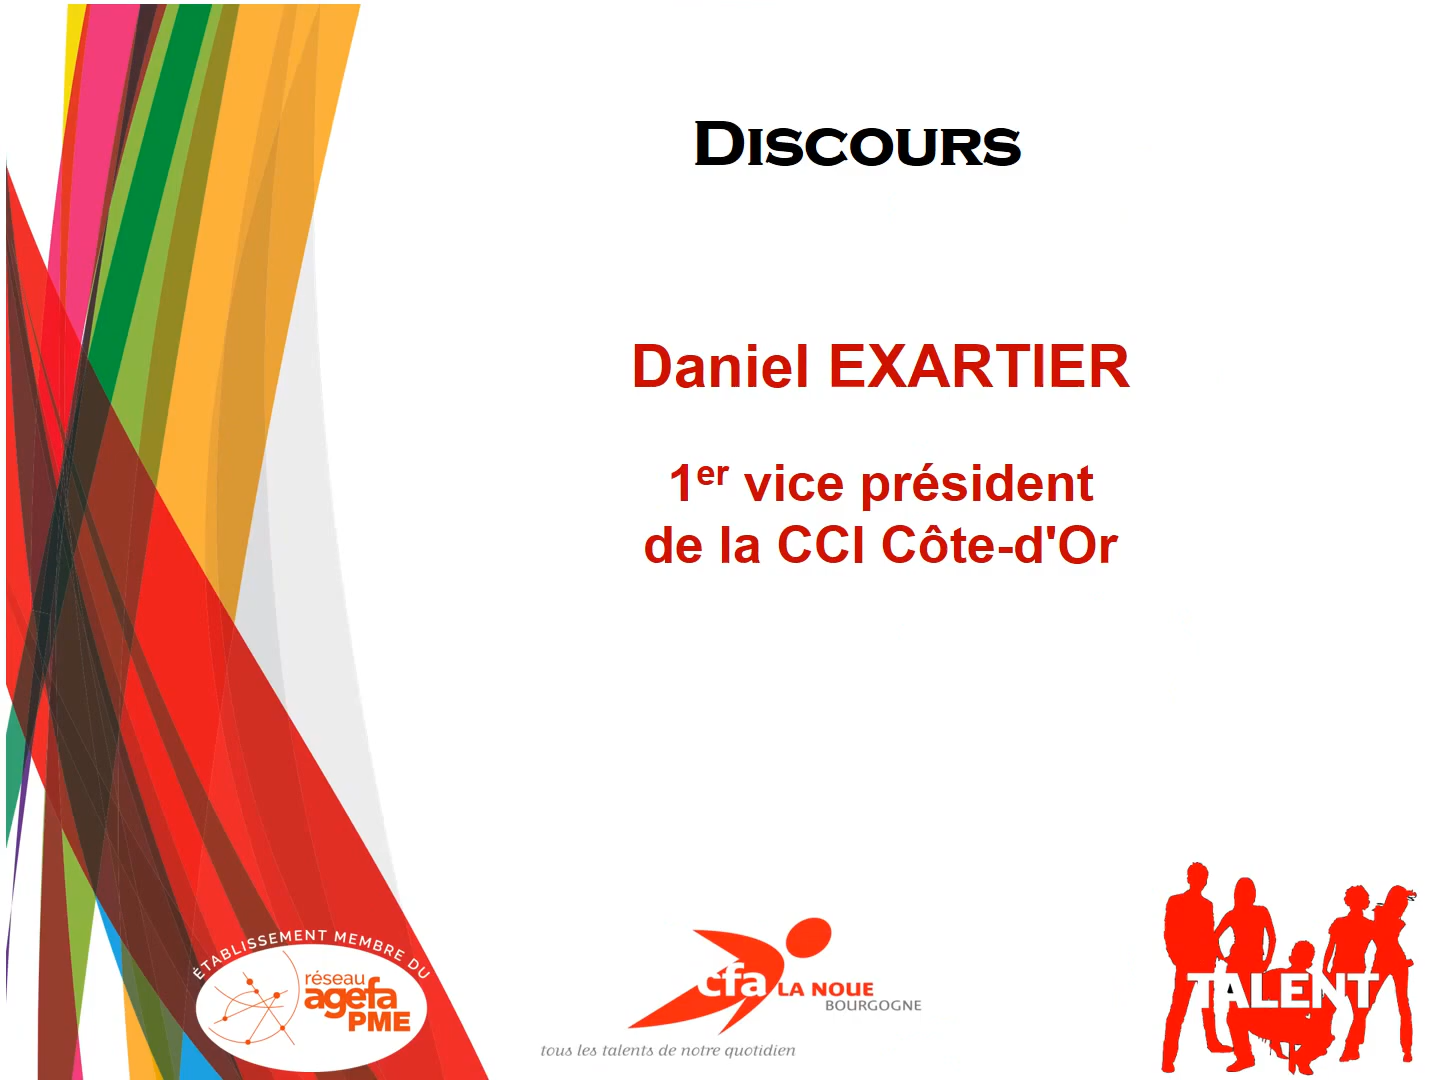 Discours
Daniel EXARTIER
1er vice président
de la CCI Côte-d'Or
ÉTABLISSEMENT MEMBRE DU
réseau
agefa
PME
cfa LA NOUE
BOURGOGNE
tous les talents de notre quotidien
TALENT